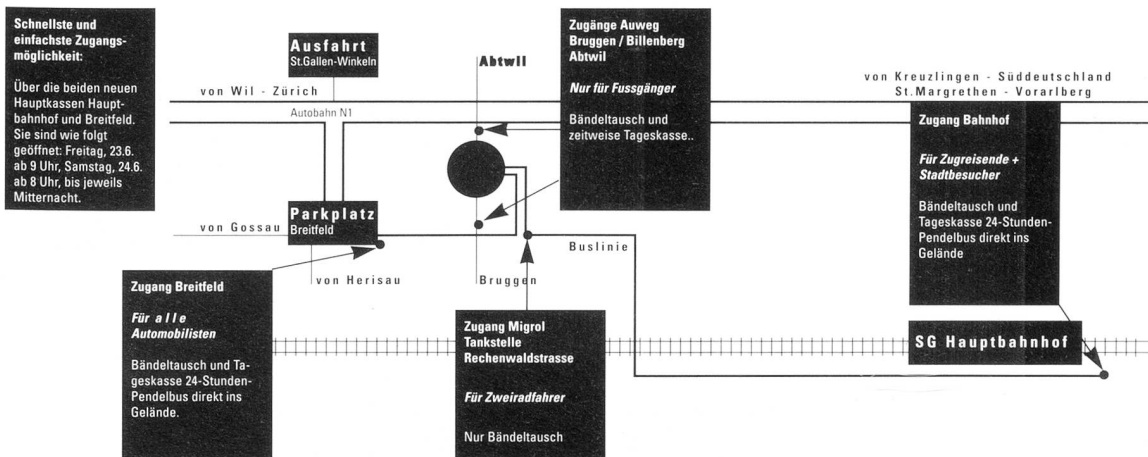 Schnellste und
einfachste Zugangs-
möglichkeit:
Über die beiden neuen
Hauptkassen Haupt-
bahnhof und Breitfeld.
Sie sind wie folgt
geöffnet: Freitag, 23.6.
ab 9 Uhr, Samstag, 24.6.
ab 8 Uhr, bis jeweils
Mitternacht.
Ausfahrt
St.Gallen-Winkeln
Abtwil
Zugänge Auweg
Bruggen / Billenberg
Abtwil
Nur für Fussgänger
Bändeltausch und
zeitweise Tageskasse..
von Kreuzlingen - Süddeutschland
St.Margrethen - Vorarlberg
von Wil - Zürich
Autobahn N1
Zugang Bahnhof
Für Zugreisende +
Stadtbesucher
Bändeltausch und
Tageskasse 24-Stunden-
Pendelbus direkt ins
Gelände
Parkplatz
Breitfeld
von Gossau
von Herisau
Bruggen
Buslinie
Zugang Breitfeld
Für alle
Automobilisten
Bändeltausch und Ta-
geskasse 24-Stunden-
Pendelbus direkt ins
Gelände.
Zugang Migrol
Tankstelle
Rechenwaldstrasse
Für Zweiradfahrer
Nur Bändeltausch
SG Hauptbahnhof